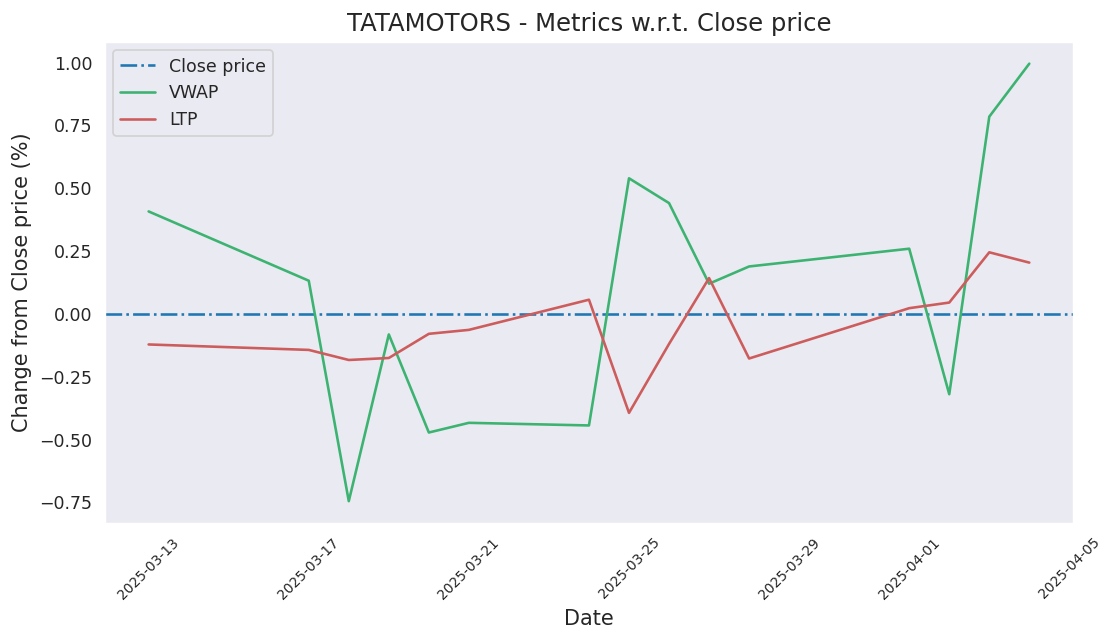 TATAMOTORS - Metrics w.r.t. Close price
Close price
VWAP
LTP
Change from Close price (%)
1.00
0.75
0.50
0.25
0.00
−0.25
−0.50
−0.75
2025-03-13
2025-03-17
2025-03-21
2025-03-25
2025-03-29
2025-04-01
2025-04-05
Date